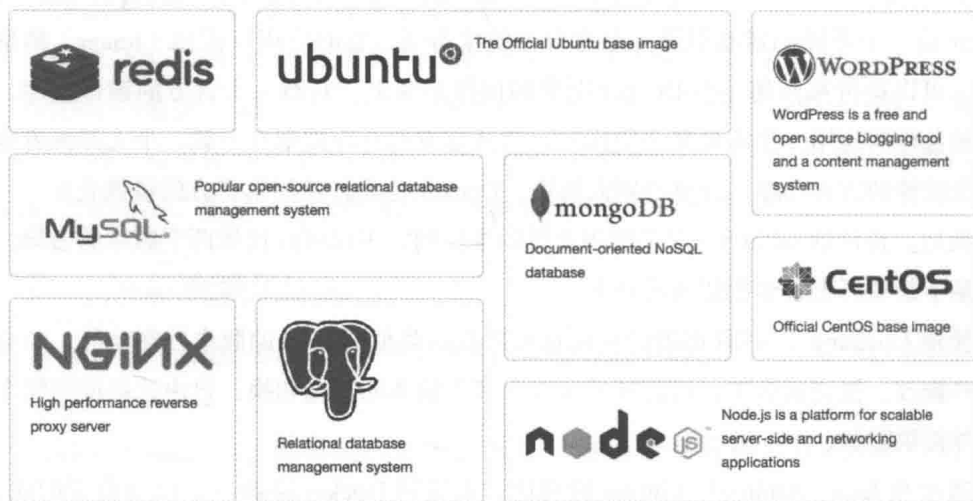 redis
ubuntu
The Official Ubuntu base image
WORDPRESS
WordPress is a free and
open source blogging tool
and a content management
system
MySQL
Popular open-source relational database
management system
mongoDB
Document-oriented NoSQL
database
CentOS
Official CentOS base image
NGINX
High performance reverse
proxy server
Relational database
management system
node
JS
Node.js is a platform for scalable
server-side and networking
applications